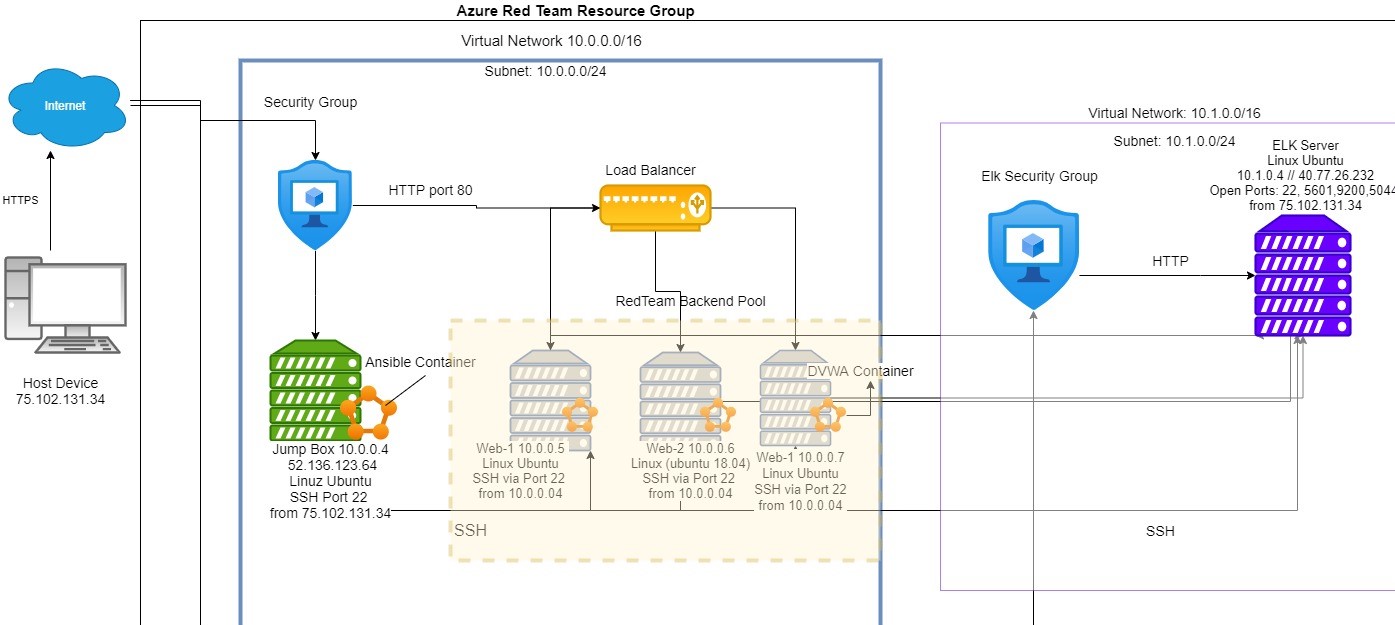 Azure Red Team Resource Group
Virtual Network 10.0.0.0/16
Subnet: 10.0.0.0/24
Internet
HTTPS
Host Device
75.102.131.34
Security Group
HTTP port 80
Load Balancer
RedTeam Backend Pool
Ansible Container
DVWA Container
Jump Box 10.0.0.4
52.136.123.64
Linuz Ubuntu
SSH Port 22
from 75.102.131.34
Web-1 10.0.0.5
Linux Ubuntu
SSH via Port 22
from 10.0.0.04
Web-2 10.0.0.6
Linux (ubuntu 18.04)
SSH via Port 22
from 10.0.0.04
Web-1 10.0.0.7
Linux Ubuntu
SSH via Port 22
from 10.0.0.04
SSH
Virtual Network: 10.1.0.0/16
Subnet: 10.1.0.0/24
Elk Security Group
HTTP
ELK Server
Linux Ubuntu
10.1.0.4 // 40.77.26.232
Open Ports: 22, 5601,9200,5044
from 75.102.131.34
SSH